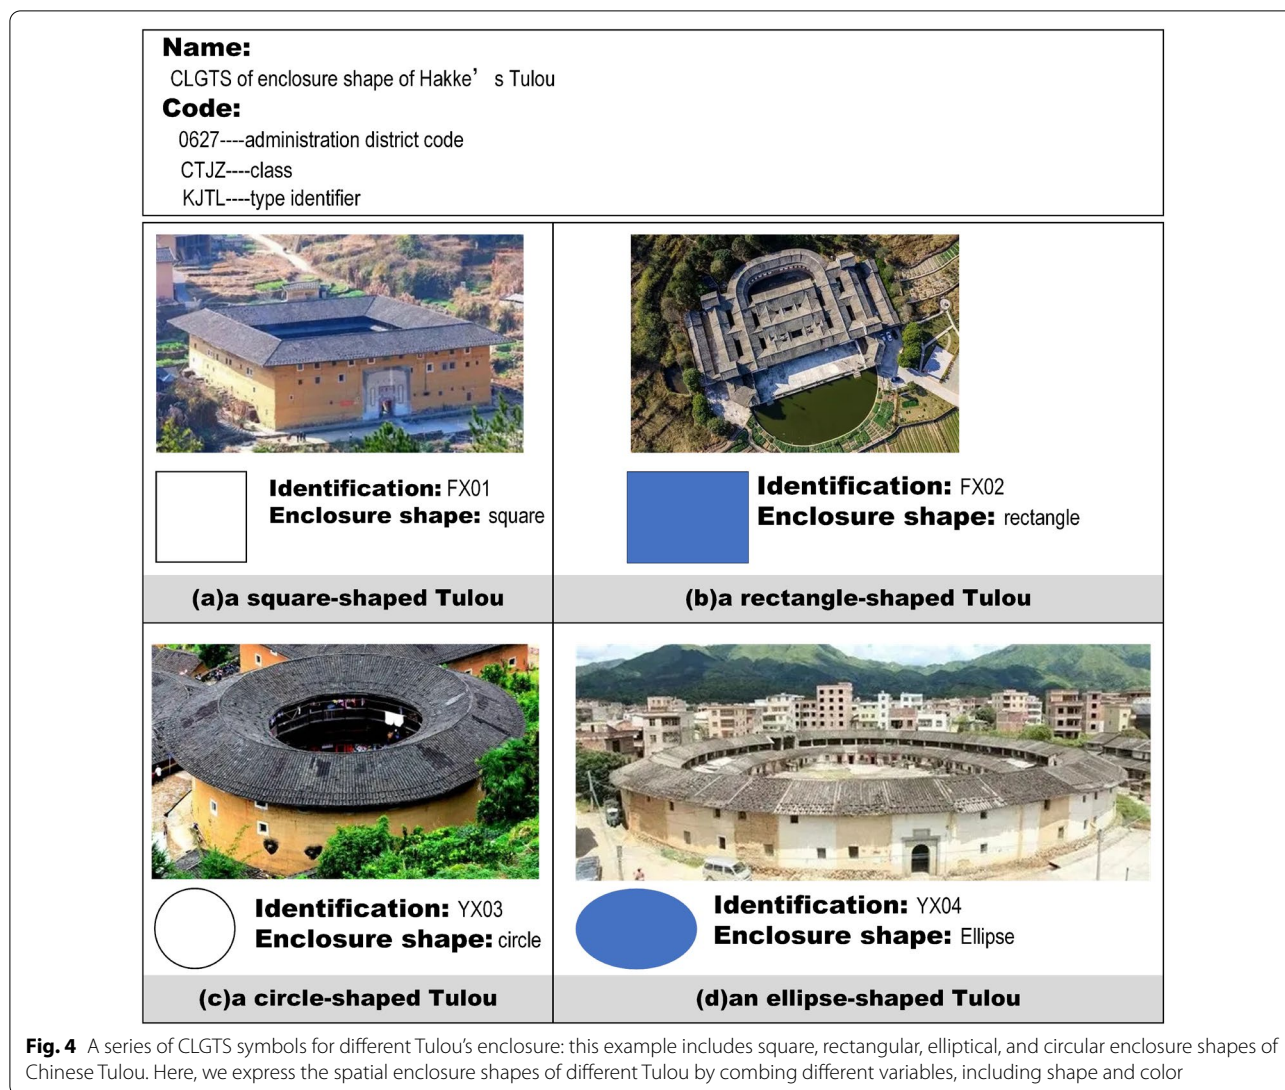 Name:
CLGTS of enclosure shape of Hakke’ s Tulou
Code:
0627----administration district code
CTJZ----class
KJTL----type identifier
Identification: FX01
Enclosure shape: square
(a)a square-shaped Tulou
Identification: FX02
Enclosure shape: rectangle
(b)a rectangle-shaped Tulou
Identification: YX03
Enclosure shape: circle
(c)a circle-shaped Tulou
Identification: YX04
Enclosure shape: Ellipse
(d)an ellipse-shaped Tulou
Fig. 4 A series of CLGTS symbols for different Tulou’s enclosure: this example includes square, rectangular, elliptical, and circular enclosure shapes of
Chinese Tulou. Here, we express the spatial enclosure shapes of different Tulou by combing different variables, including shape and color